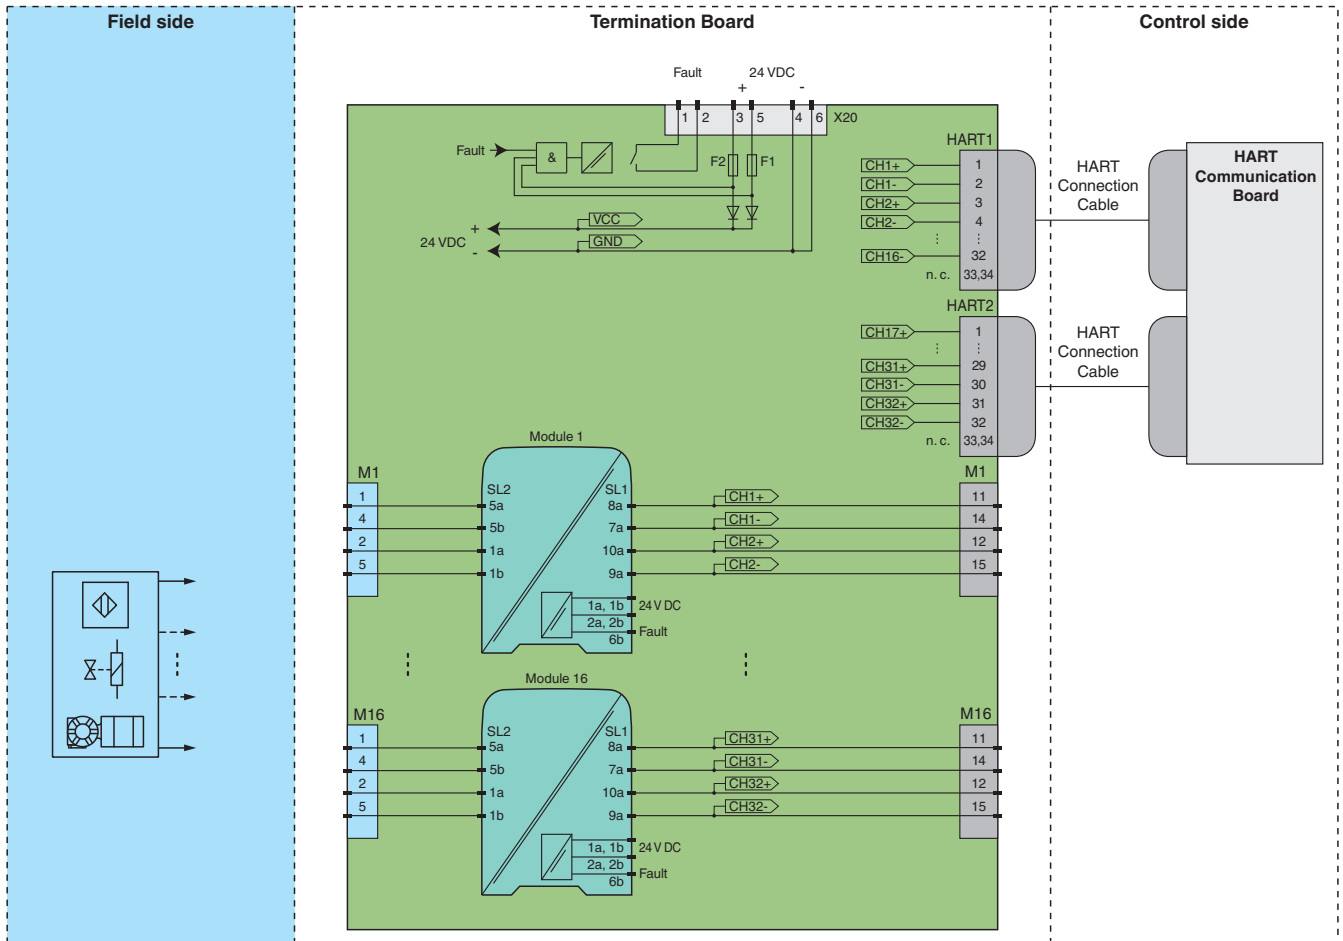 Field side
Termination Board
Control side
Fault 24 VDC
+ -
1 2 3 5 4 6 X20
Fault
&
F2 F1
VCC
+
24 VDC
-
GND
HART1
CH1+ 1
CH1- 2
CH2+ 3
CH2- 4
CH16- 32
n. c. 33,34
HART
Connection
Cable
HART
Communication
Board
HART2
CH17+ 1
CH31+ 29
CH31- 30
CH32+ 31
CH32- 32
n. c. 33,34
HART
Connection
Cable
Module 1
M1
1
4
2
5
SL2
5a
5b
1a
1b
SL1
8a
7a
10a
9a
1a, 1b 24 V DC
2a, 2b
6b Fault
CH1+
CH1-
CH2+
CH2-
M1
11
14
12
15
Module 16
M16
1
4
2
5
SL2
5a
5b
1a
1b
SL1
8a
7a
10a
9a
1a, 1b 24 V DC
2a, 2b
6b Fault
CH31+
CH31-
CH32+
CH32-
M16
11
14
12
15